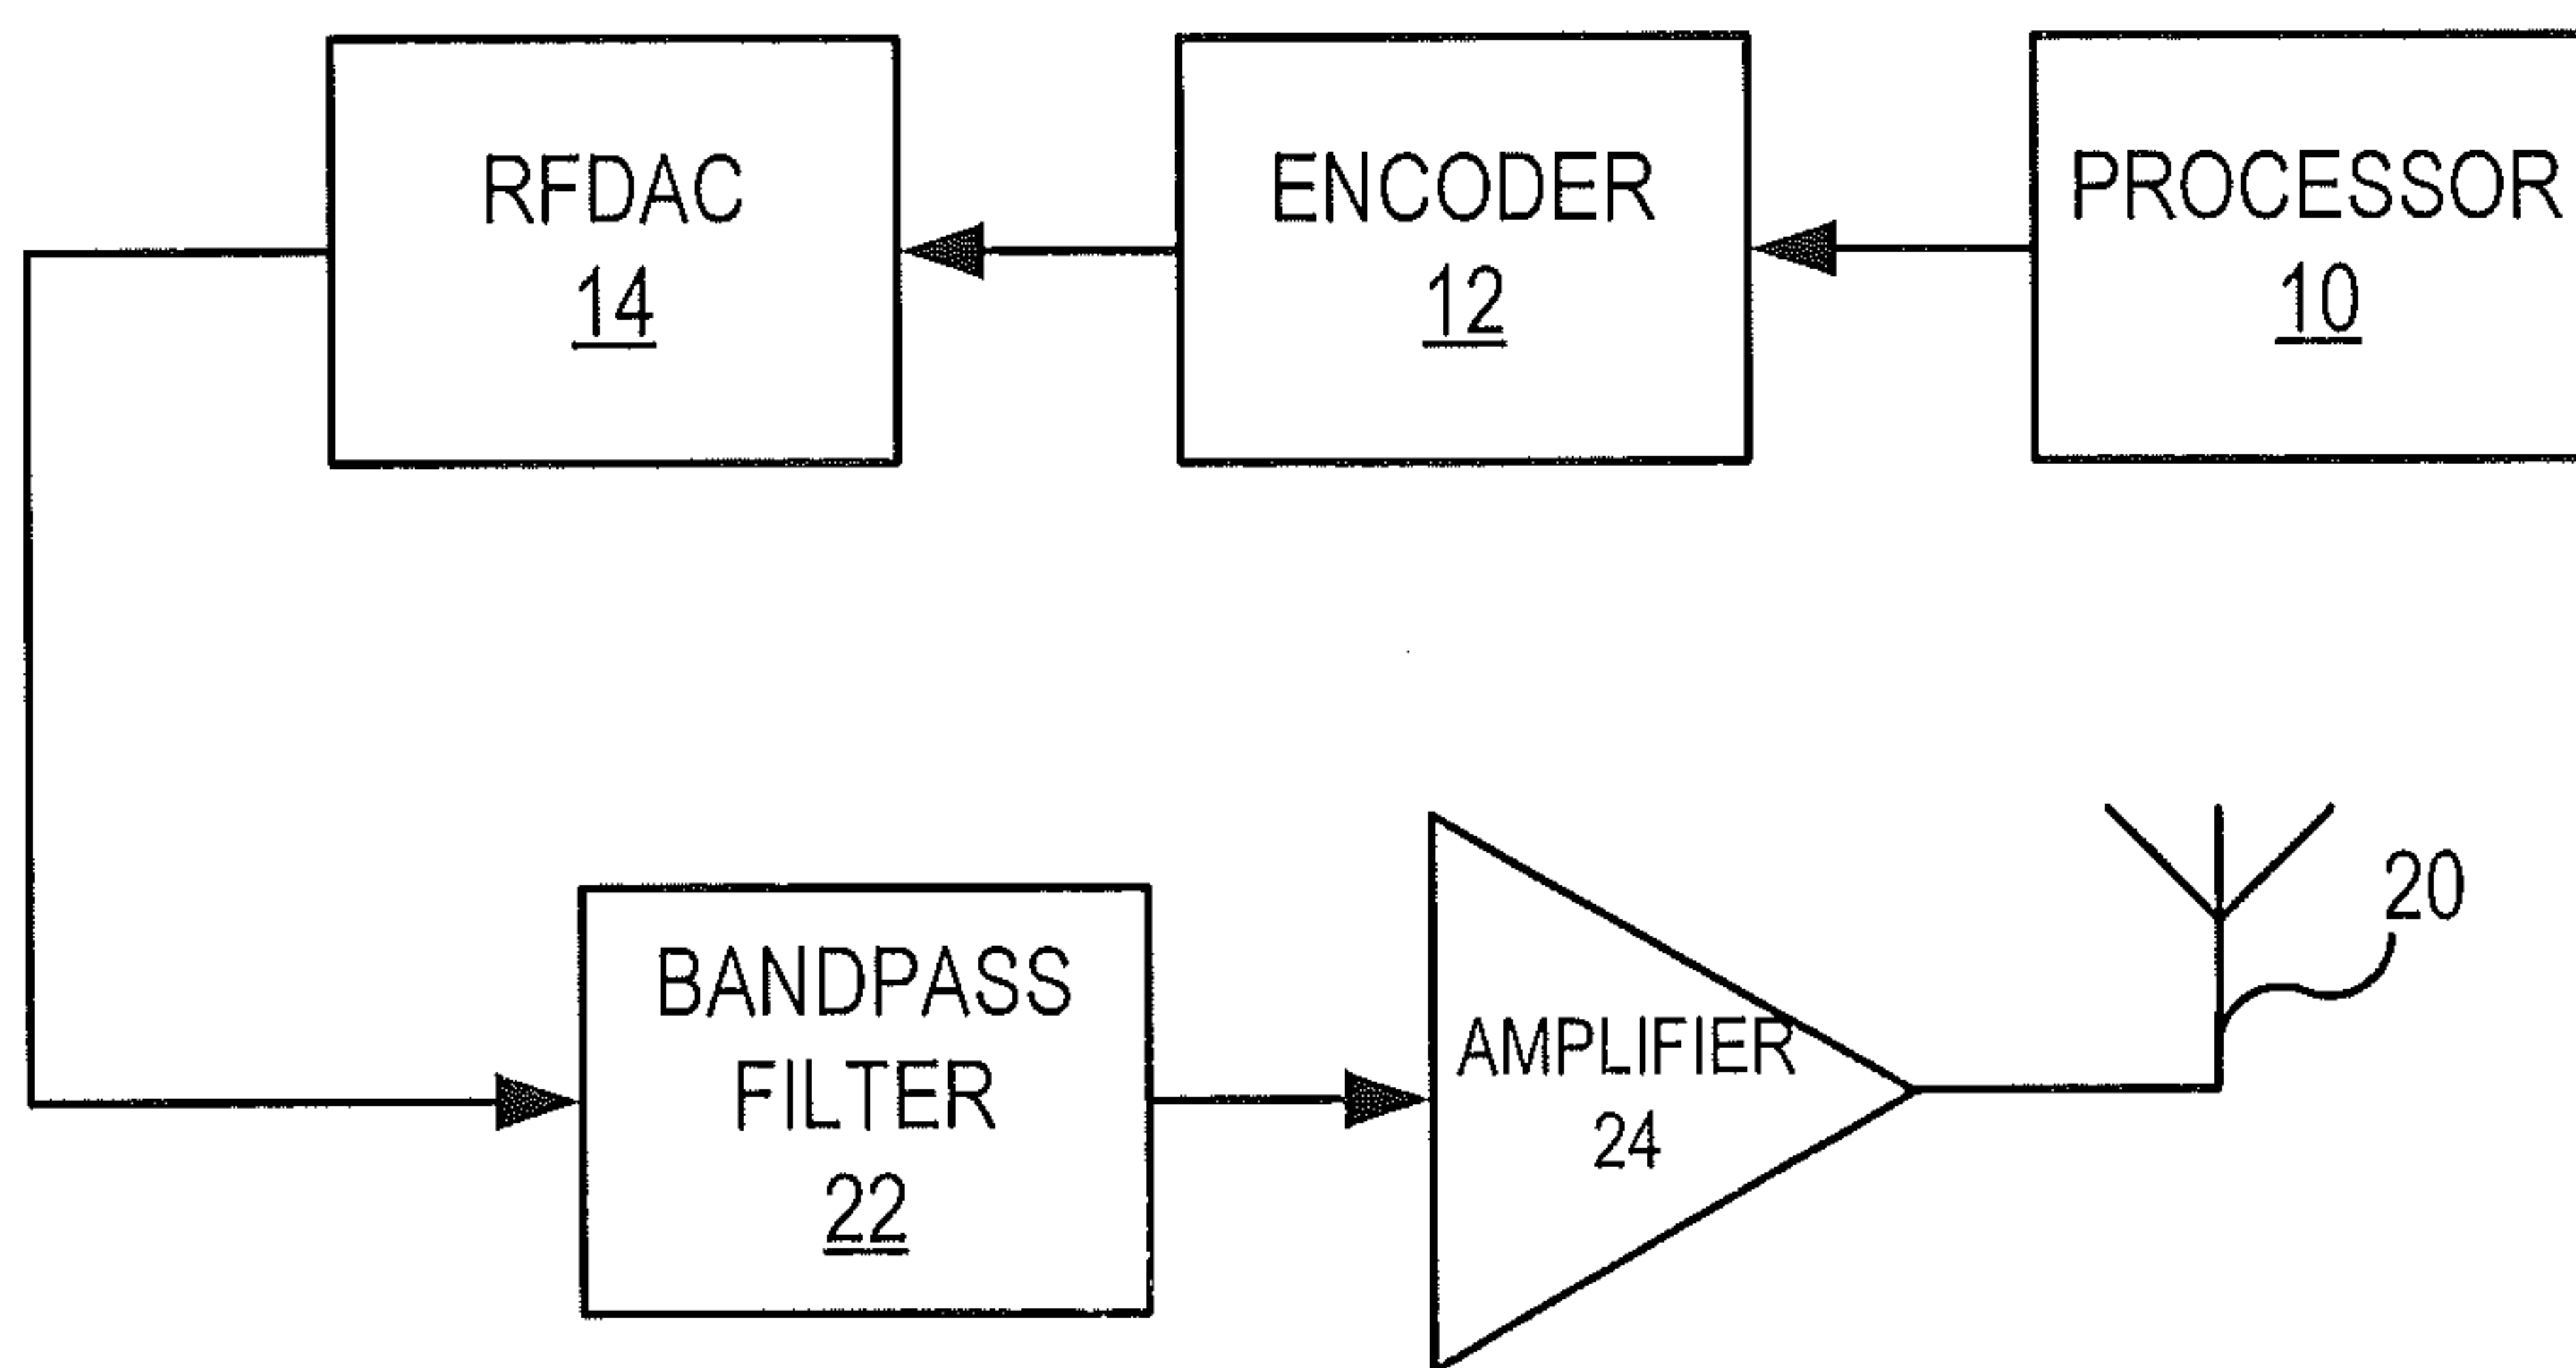 RFDAC
14
ENCODER
12
PROCESSOR
10
BANDPASS
FILTER
22
AMPLIFIER
24
20